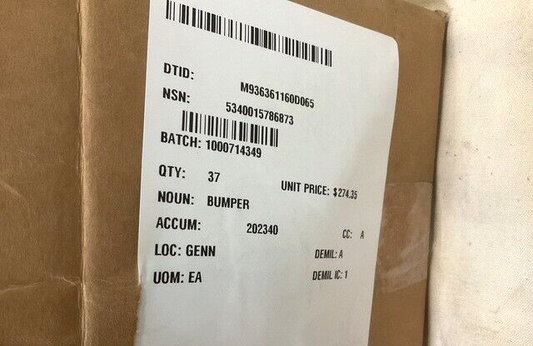 DTID: M936361160D065
NSN: 5340015786873
BATCH: 1000714349
QTY: 37 UNIT PRICE: $274.35
NOUN: BUMPER
ACCUM: 202340 CC: A
LOC: GENN DEMIL: A
UOM: EA DEMIL IC: 1